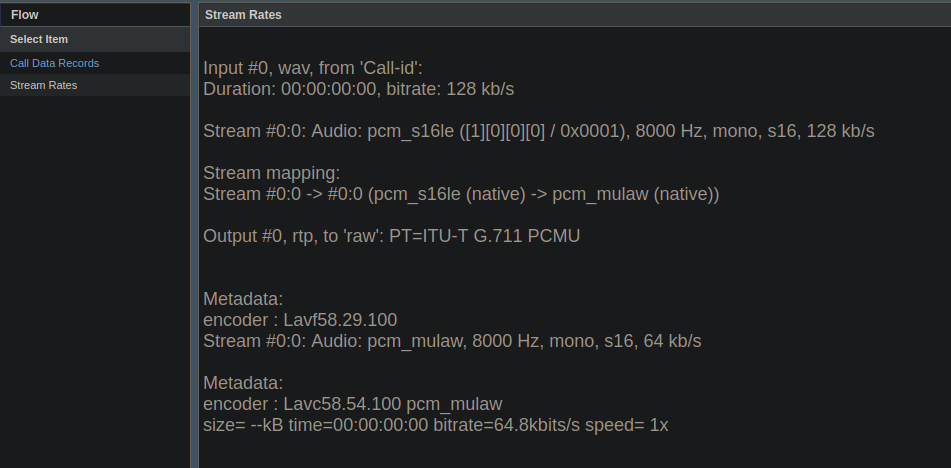 Flow
Select Item
Call Data Records
Stream Rates
Stream Rates
Input #0, wav, from 'Call-id':
Duration: 00:00:00:00, bitrate: 128 kb/s
Stream #0:0: Audio: pcm_s16le ([1][0][0][0] / 0x0001), 8000 Hz, mono, s16, 128 kb/s
Stream mapping:
Stream #0:0 -> #0:0 (pcm_s16le (native) -> pcm_mulaw (native))
Output #0, rtp, to 'raw': PT=ITU-T G.711 PCMU
Metadata:
encoder : Lavf58.29.100
Stream #0:0: Audio: pcm_mulaw, 8000 Hz, mono, s16, 64 kb/s
Metadata:
encoder : Lavc58.54.100 pcm_mulaw
size= --kB time=00:00:00:00 bitrate=64.8kbits/s speed= 1x